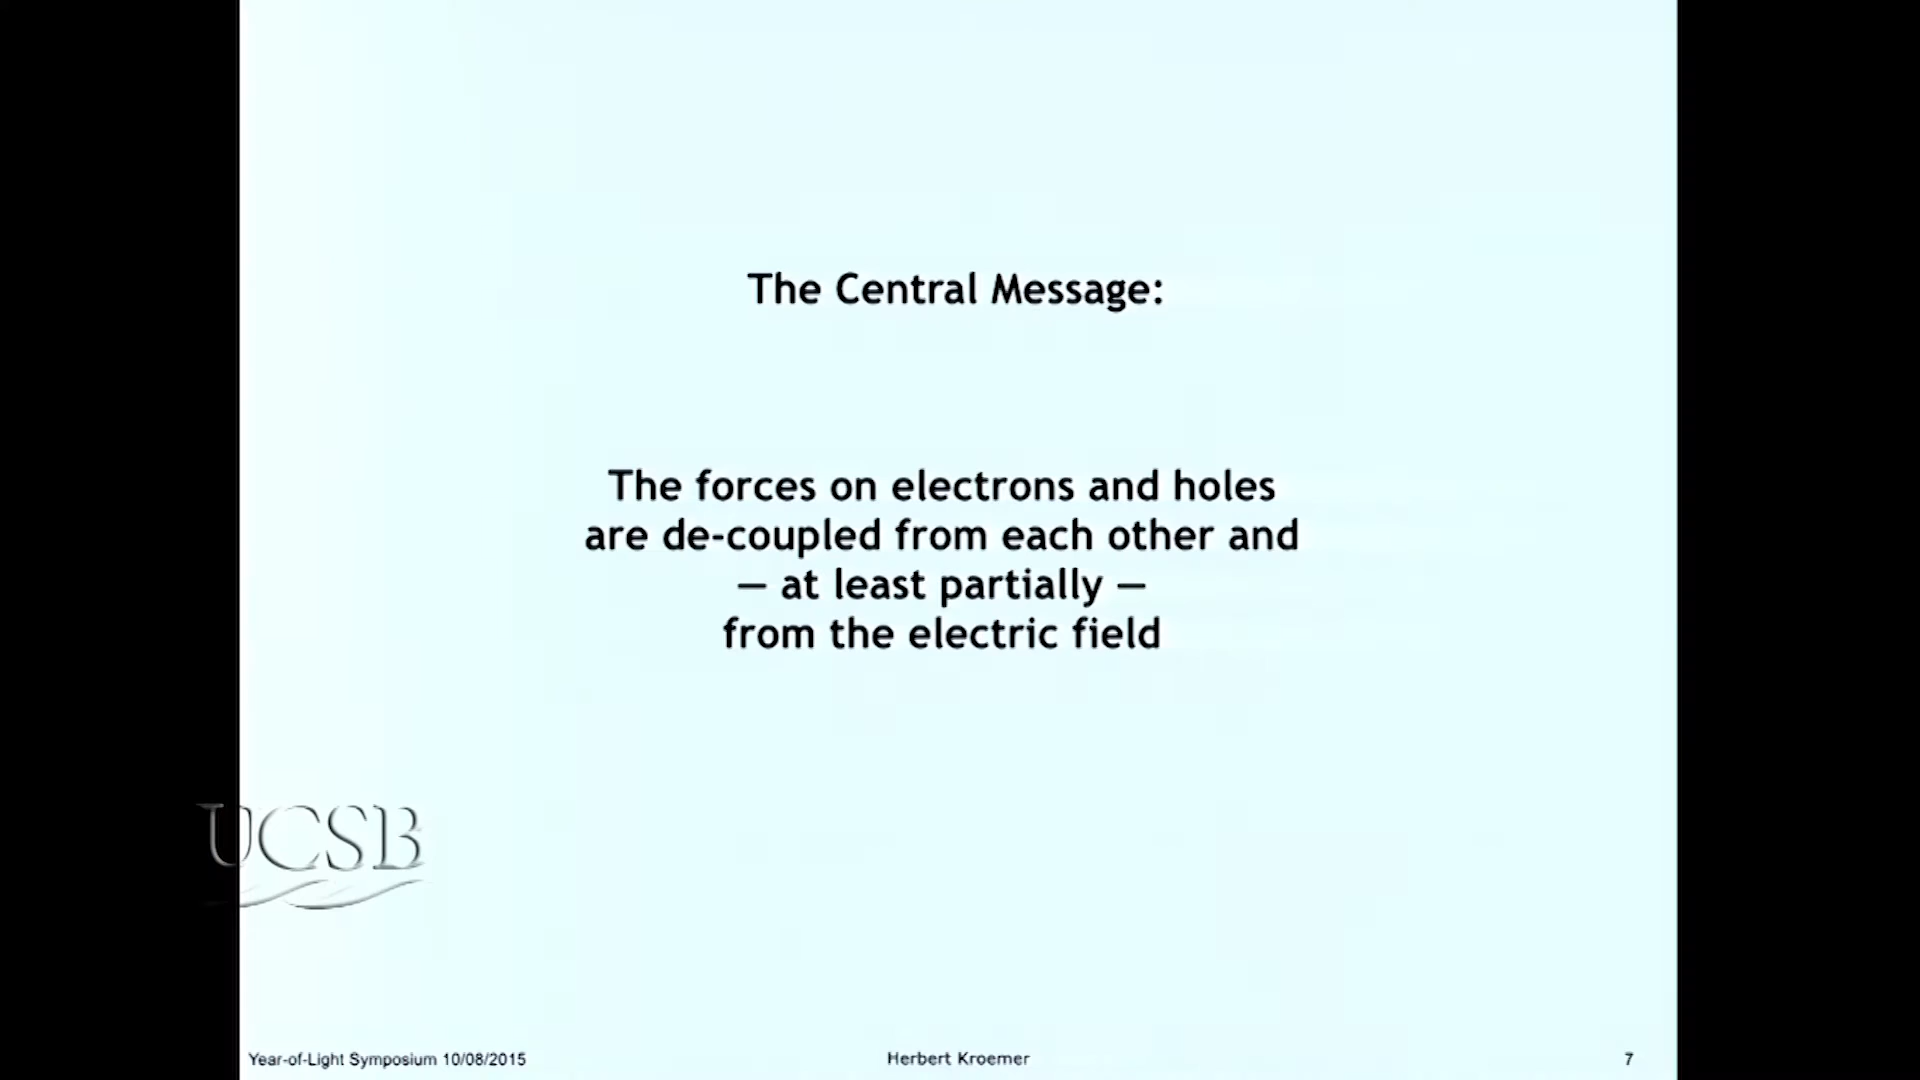 The Central Message:
The forces on electrons and holes
are de-coupled from each other and
— at least partially —
from the electric field
UCSB
Year-of-Light Symposium 10/08/2015
Herbert Kroemer
7